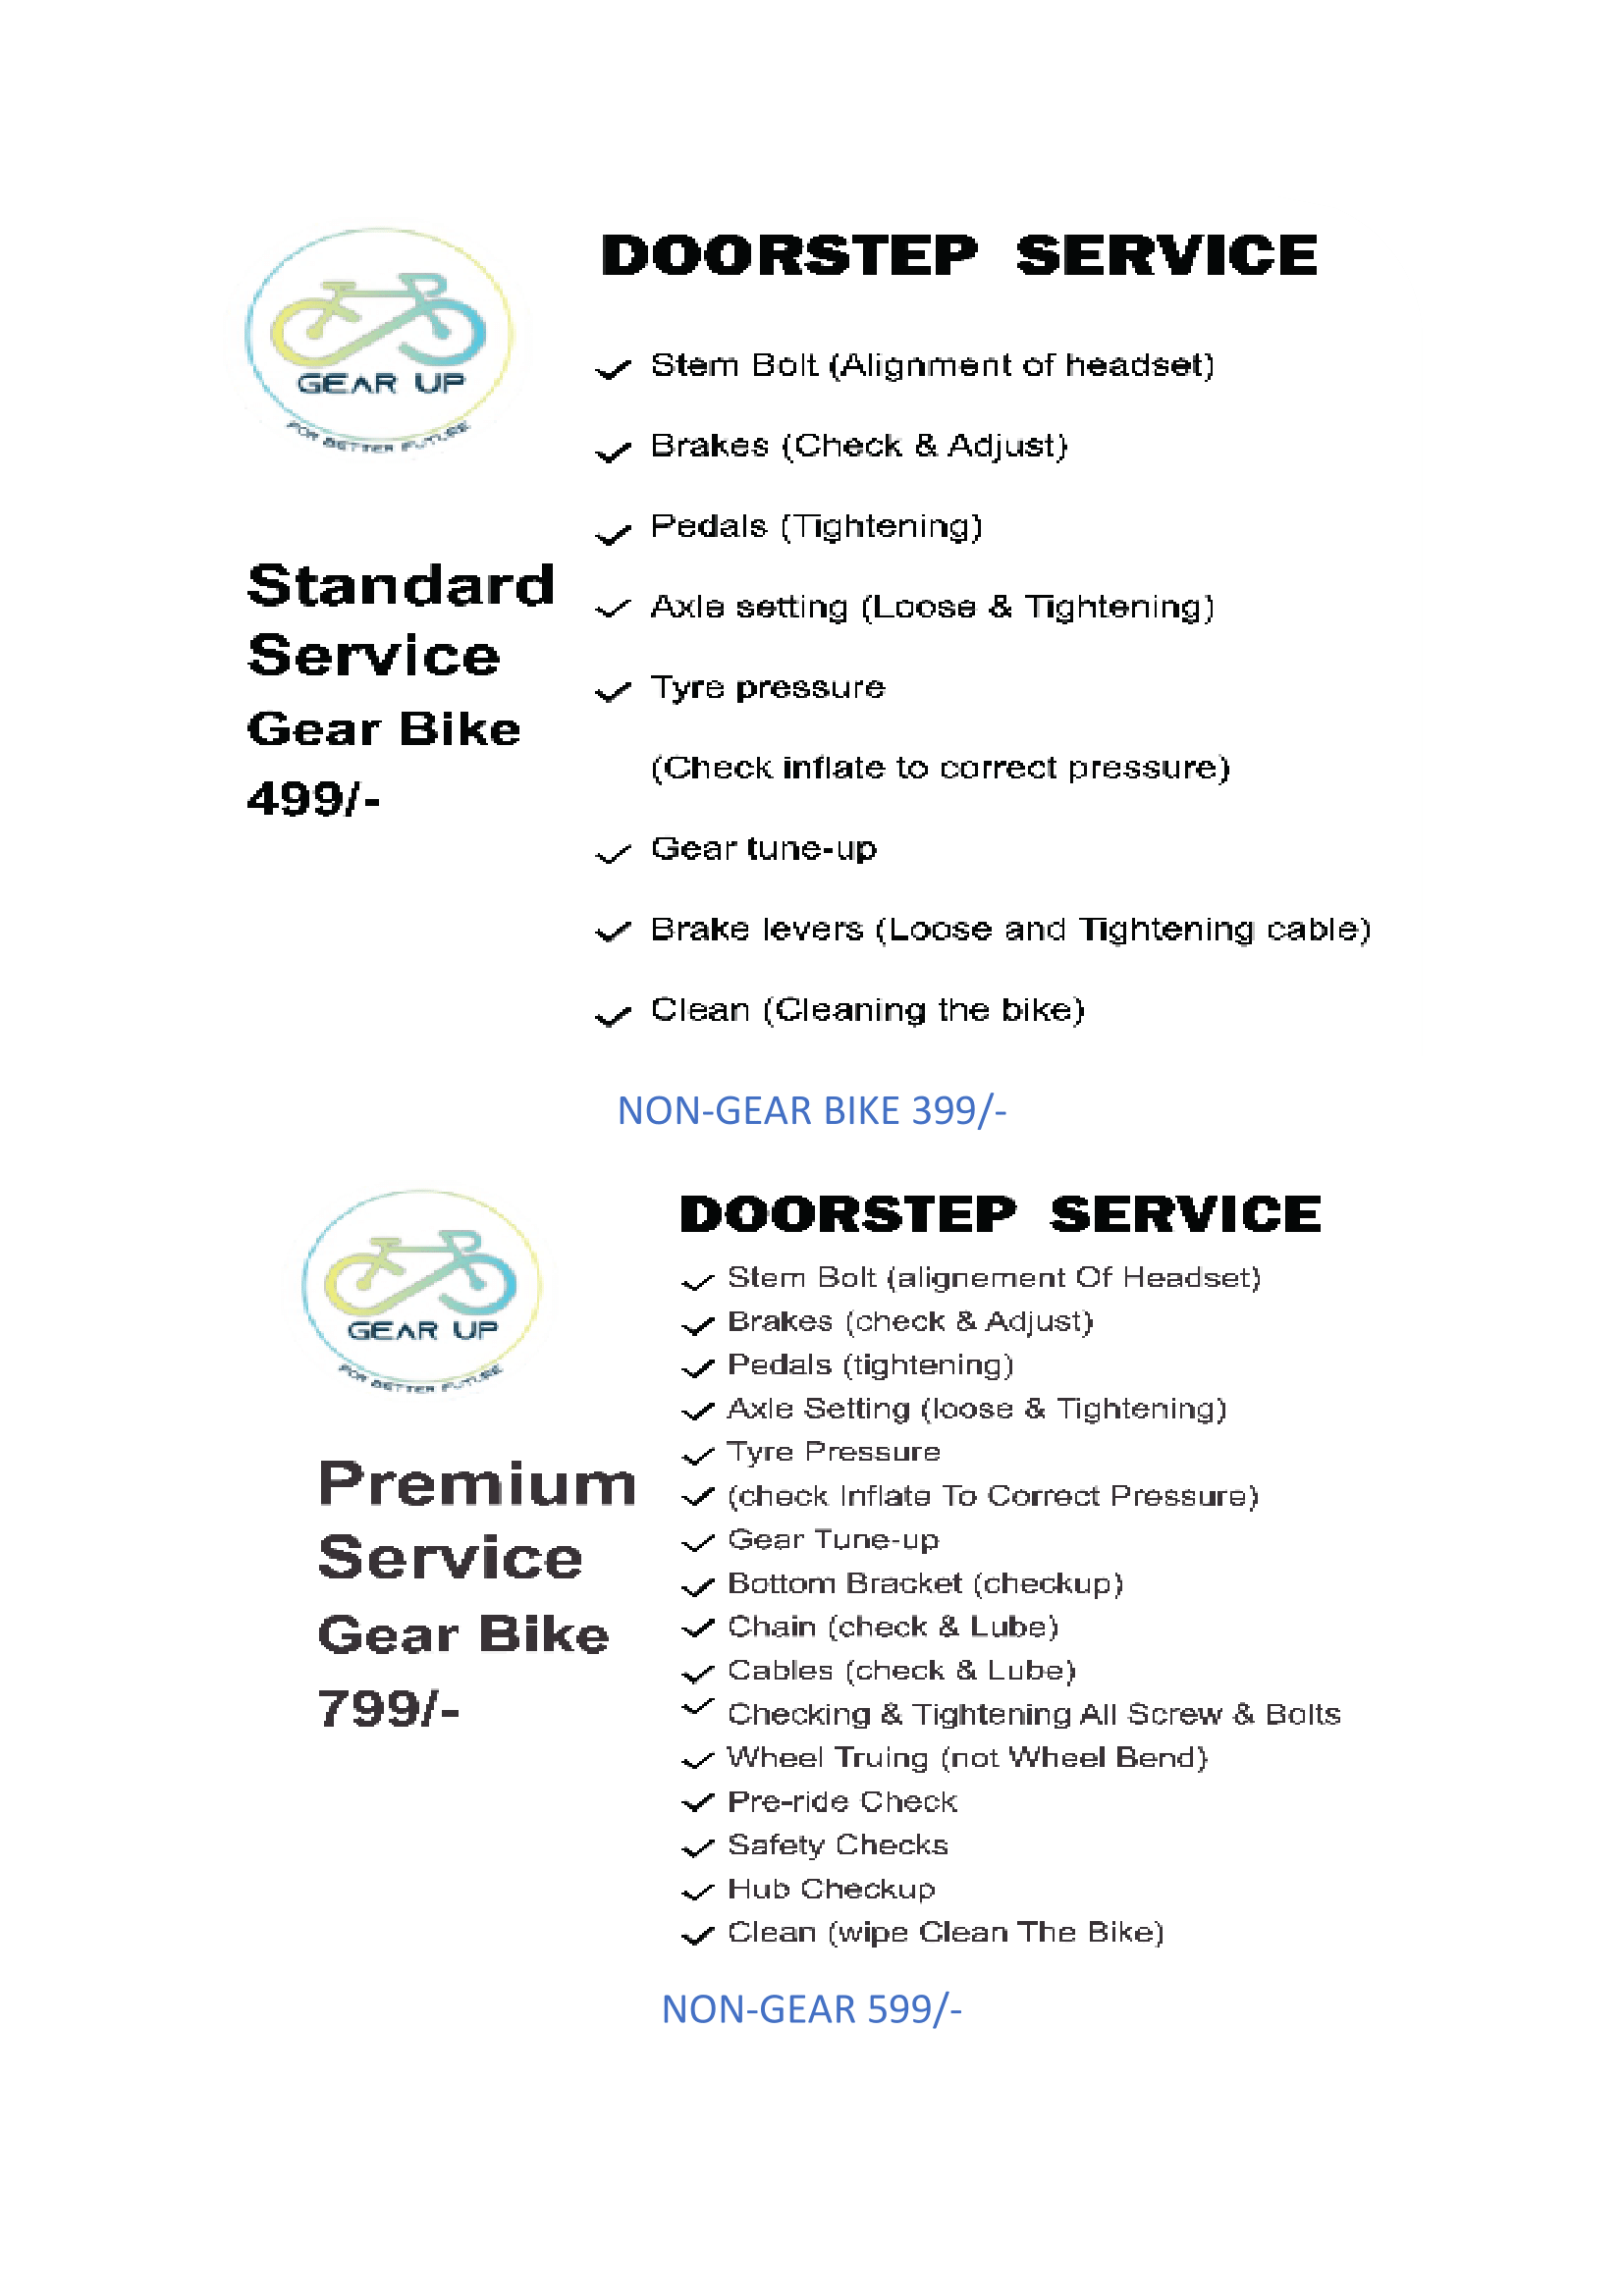 DOORSTEP SERVICE
GEAR UP
FOR BETTER FUTURE
Standard
Service
Gear Bike
499/-
Stem Bolt (Alignment of headset)
Brakes (Check & Adjust)
Pedals (Tightening)
Axle setting (Loose & Tightening)
Tyre pressure
(Check inflate to correct pressure)
Gear tune-up
Brake levers (Loose and Tightening cable)
Clean (Cleaning the bike)
NON-GEAR BIKE 399/-
DOORSTEP SERVICE
GEAR UP
FOR BETTER FUTURE
Premium
Service
Gear Bike
799/-
Stem Bolt (alignement Of Headset)
Brakes (check & Adjust)
Pedals (tightening)
Axle Setting (loose & Tightening)
Tyre Pressure
(check Inflate To Correct Pressure)
Gear Tune-up
Bottom Bracket (checkup)
Chain (check & Lube)
Cables (check & Lube)
Checking & Tightening All Screw & Bolts
Wheel Truing (not Wheel Bend)
Pre-ride Check
Safety Checks
Hub Checkup
Clean (wipe Clean The Bike)
NON-GEAR 599/-